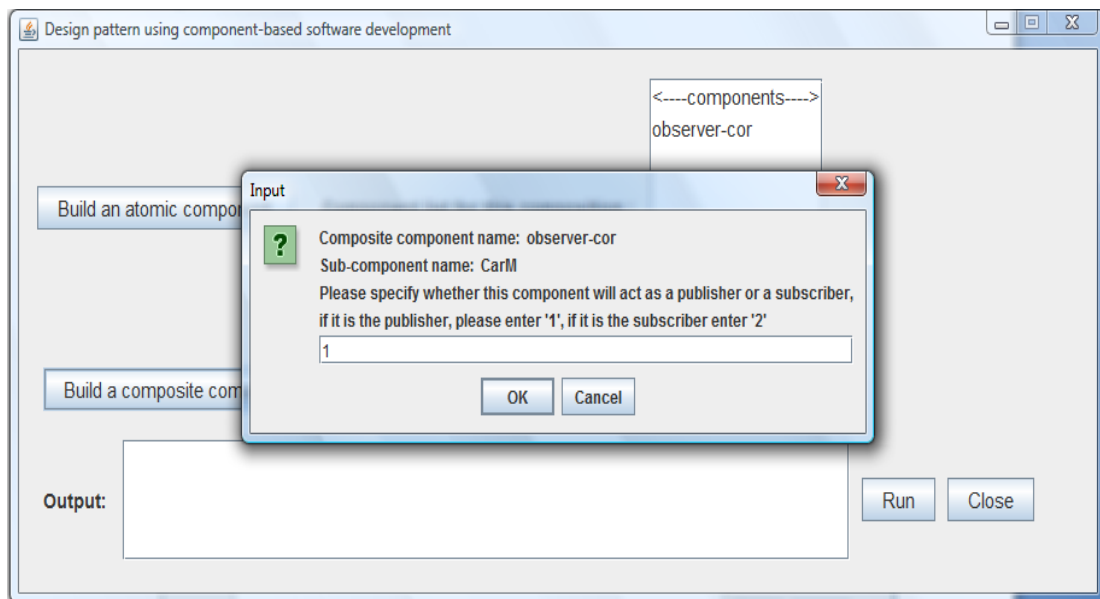 Design pattern using component-based software development
<----components---->
observer-cor
Input
Build an atomic compon
?
Composite component name: observer-cor
Sub-component name: CarM
Please specify whether this component will act as a publisher or a subscriber,
if it is the publisher, please enter '1', if it is the subscriber enter '2'
1
OK Cancel
Build a composite com
Output:
Run Close